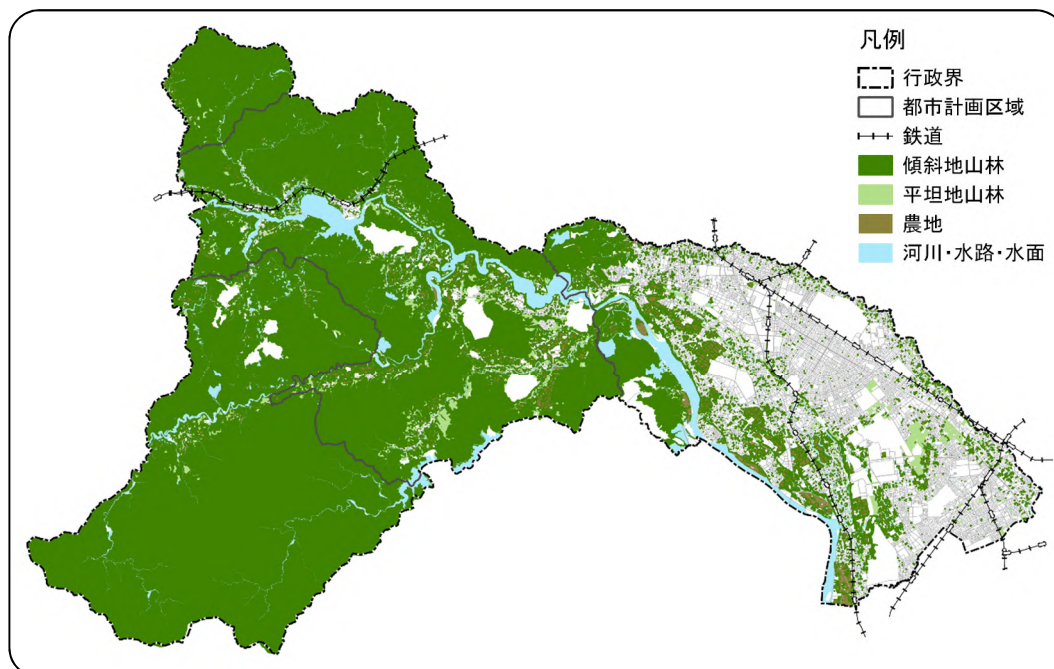 凡例
行政界
都市計画区域
鉄道
傾斜地山林
平坦地山林
農地
河川・水路・水面